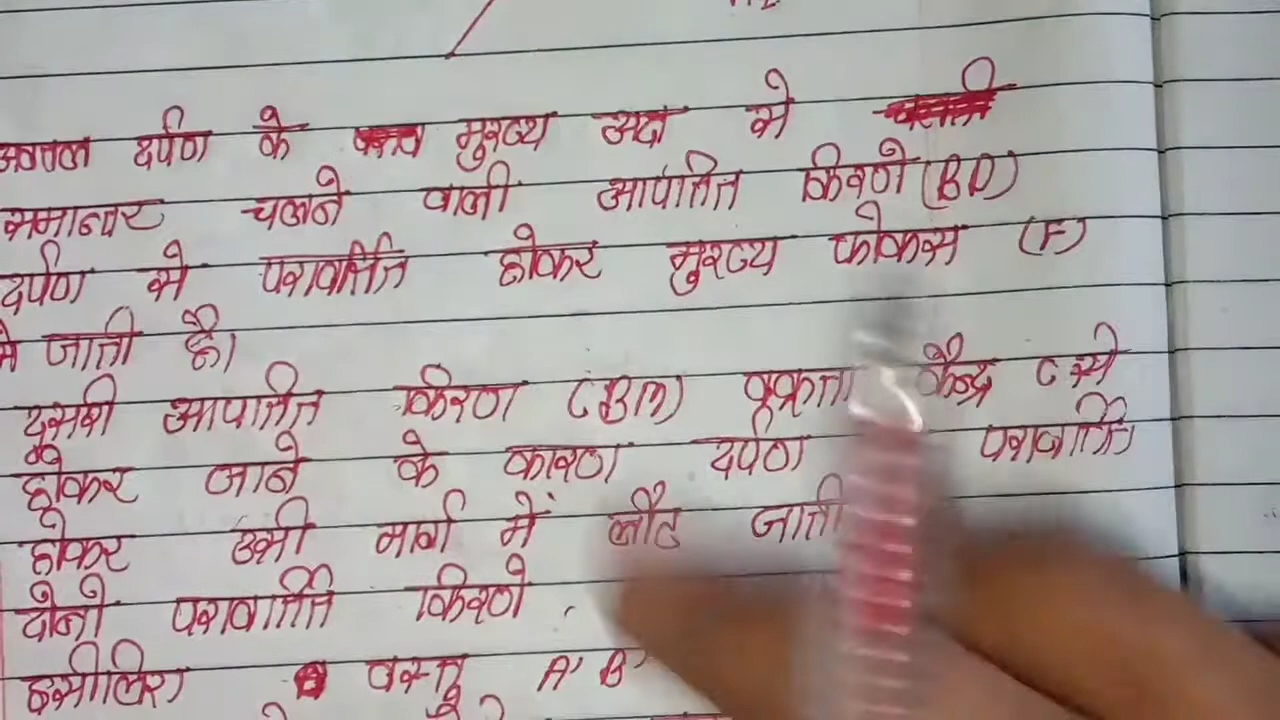 अवतल दर्पण के मुख्य अक्ष से
समान्तर चलने वाली आपतित किरणे (BD)
दर्पण से परावर्तित होकर मुख्य फोकस (F)
से जाती है।
दूसरी आपतित किरण (BM) वक्रता केन्द्र C से
होकर जाने के कारण दर्पण परावर्तित
होकर उसी मार्ग में लौट जाती
दोनो परावर्तित किरणे
इसीलिए वस्तु A' B'